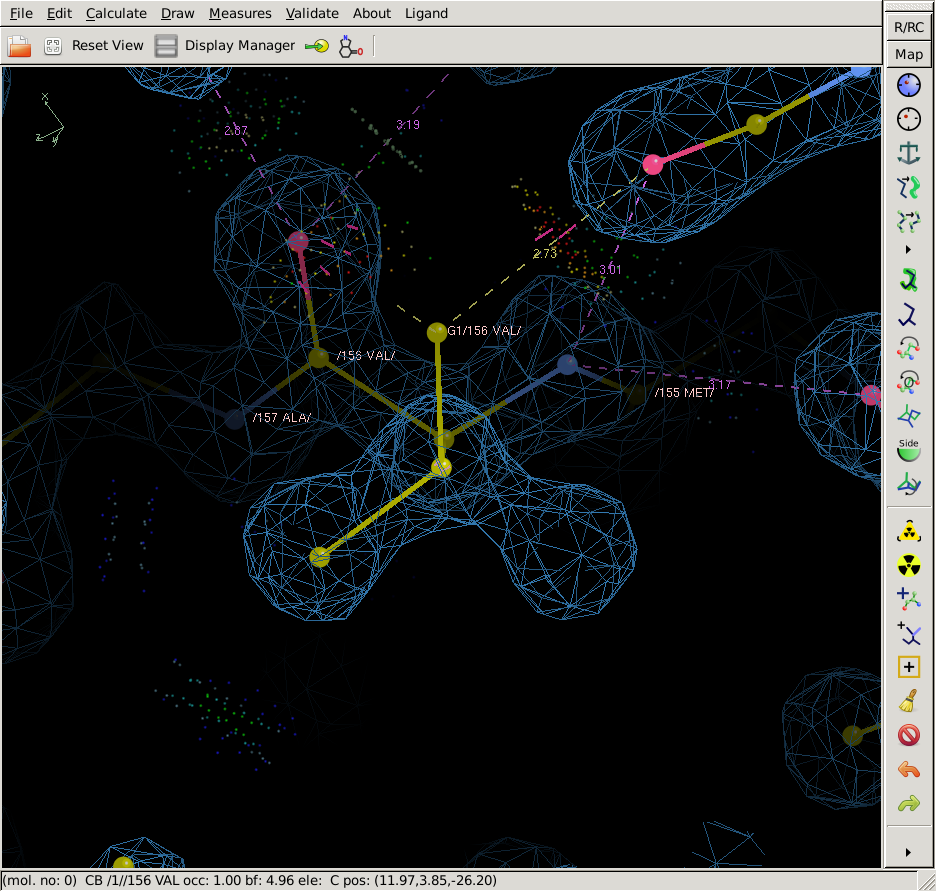 File Edit Calculate Draw Measures Validate About Ligand
Reset View Display Manager
R/RC
Map
X
Z
y
2.87
3.19
2.73
3.01
G1/156 VAL/
/156 VAL/
3.17
/155 MET/
/157 ALA/
Side
(mol. no: 0) CB /1//156 VAL occ: 1.00 bf: 4.96 ele: C pos: (11.97,3.85,-26.20)